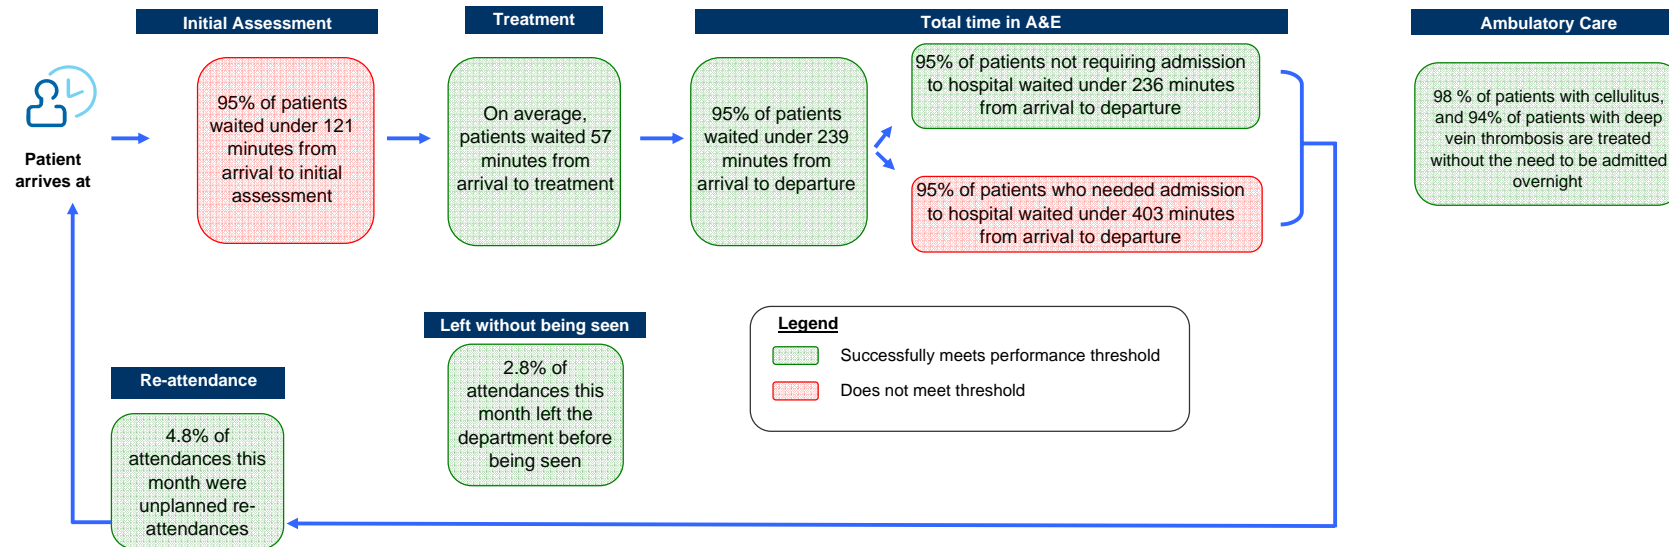 Initial Assessment
Treatment
Total time in A&E
Ambulatory Care
Patient
arrives at
95% of patients
waited under 121
minutes from
arrival to initial
assessment
On average,
patients waited 57
minutes from
arrival to treatment
95% of patients
waited under 239
minutes from
arrival to departure
95% of patients not requiring admission
to hospital waited under 236 minutes
from arrival to departure
95% of patients who needed admission
to hospital waited under 403 minutes
from arrival to departure
98 % of patients with cellulitus,
and 94% of patients with deep
vein thrombosis are treated
without the need to be admitted
overnight
Left without being seen
2.8% of
attendances this
month left the
department before
being seen
Legend
Successfully meets performance threshold
Does not meet threshold
Re-attendance
4.8% of
attendances this
month were
unplanned re-
attendances